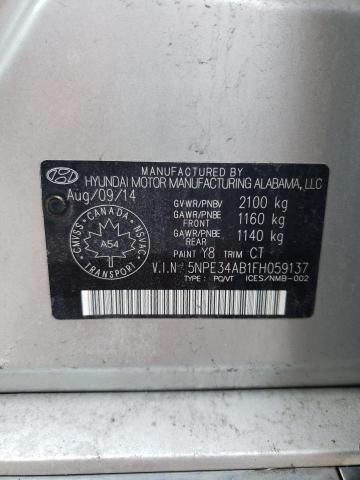 MANUFACTURED BY
HYUNDAI MOTOR MANUFACTURING ALABAMA, LLC
Aug/09/14
GVWR/PNBV 2100 kg
GAWR/PNBE FRONT 1160 kg
GAWR/PNBE REAR 1140 kg
PAINT Y8 TRIM CT
V.I.N: 5NPE34AB1FH059137
TYPE: PC/VT ICES/NMB-002
CANADA
CMVSS NSVAC
A54
TRANSPORT